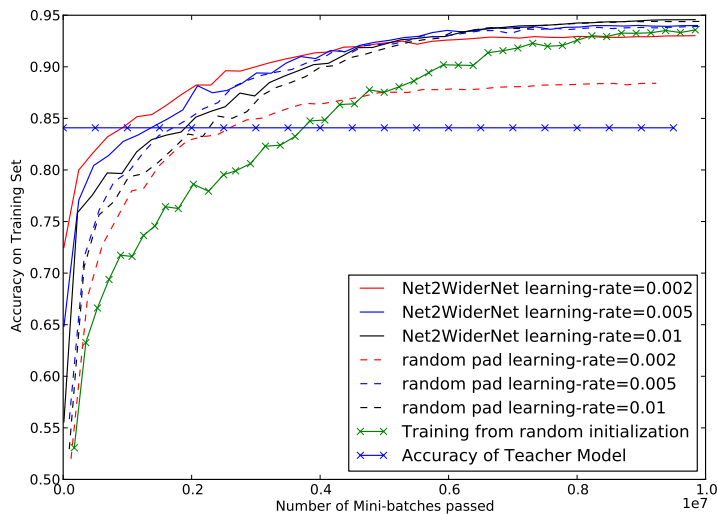 0.95
0.90
0.85
0.80
0.75
0.70
0.65
0.60
0.55
0.50
Accuracy on Training Set
Net2WiderNet learning-rate=0.002
Net2WiderNet learning-rate=0.005
Net2WiderNet learning-rate=0.01
random pad learning-rate=0.002
random pad learning-rate=0.005
random pad learning-rate=0.01
Training from random initialization
Accuracy of Teacher Model
0.0 0.2 0.4 0.6 0.8 1.0
Number of Mini-batches passed
1e7